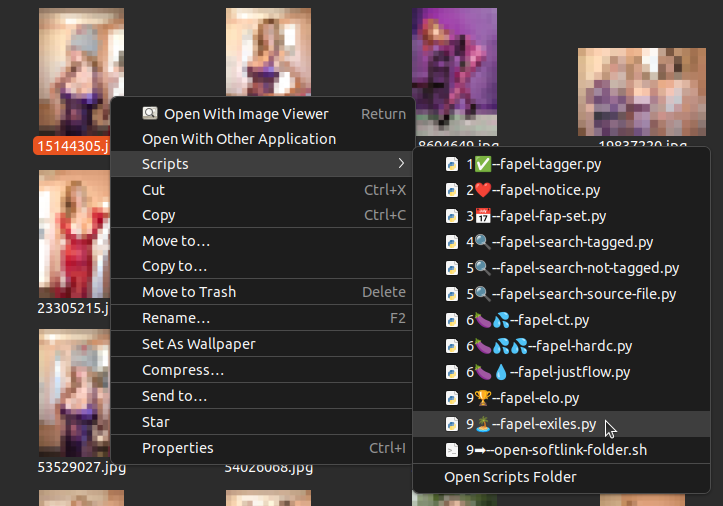 15144305.j
8604649.jpg
19837220.jpg
23305215.j
53529027.jpg
54026068.jpg
Open With Image Viewer Return
Open With Other Application
Scripts
Cut Ctrl+X
Copy Ctrl+C
Move to…
Copy to…
Move to Trash Delete
Rename… F2
Set As Wallpaper
Compress…
Send to…
Star
Properties Ctrl+I
1✅--fapel-tagger.py
2❤️--fapel-notice.py
3📅--fapel-fap-set.py
4🔍--fapel-search-tagged.py
5🔍--fapel-search-not-tagged.py
5🔍--fapel-search-source-file.py
6🍆💦--fapel-ct.py
6🍆💦💦--fapel-hardc.py
6🍆💧--fapel-justflow.py
9🏆--fapel-elo.py
9🏝️--fapel-exiles.py
9➡--open-softlink-folder.sh
Open Scripts Folder